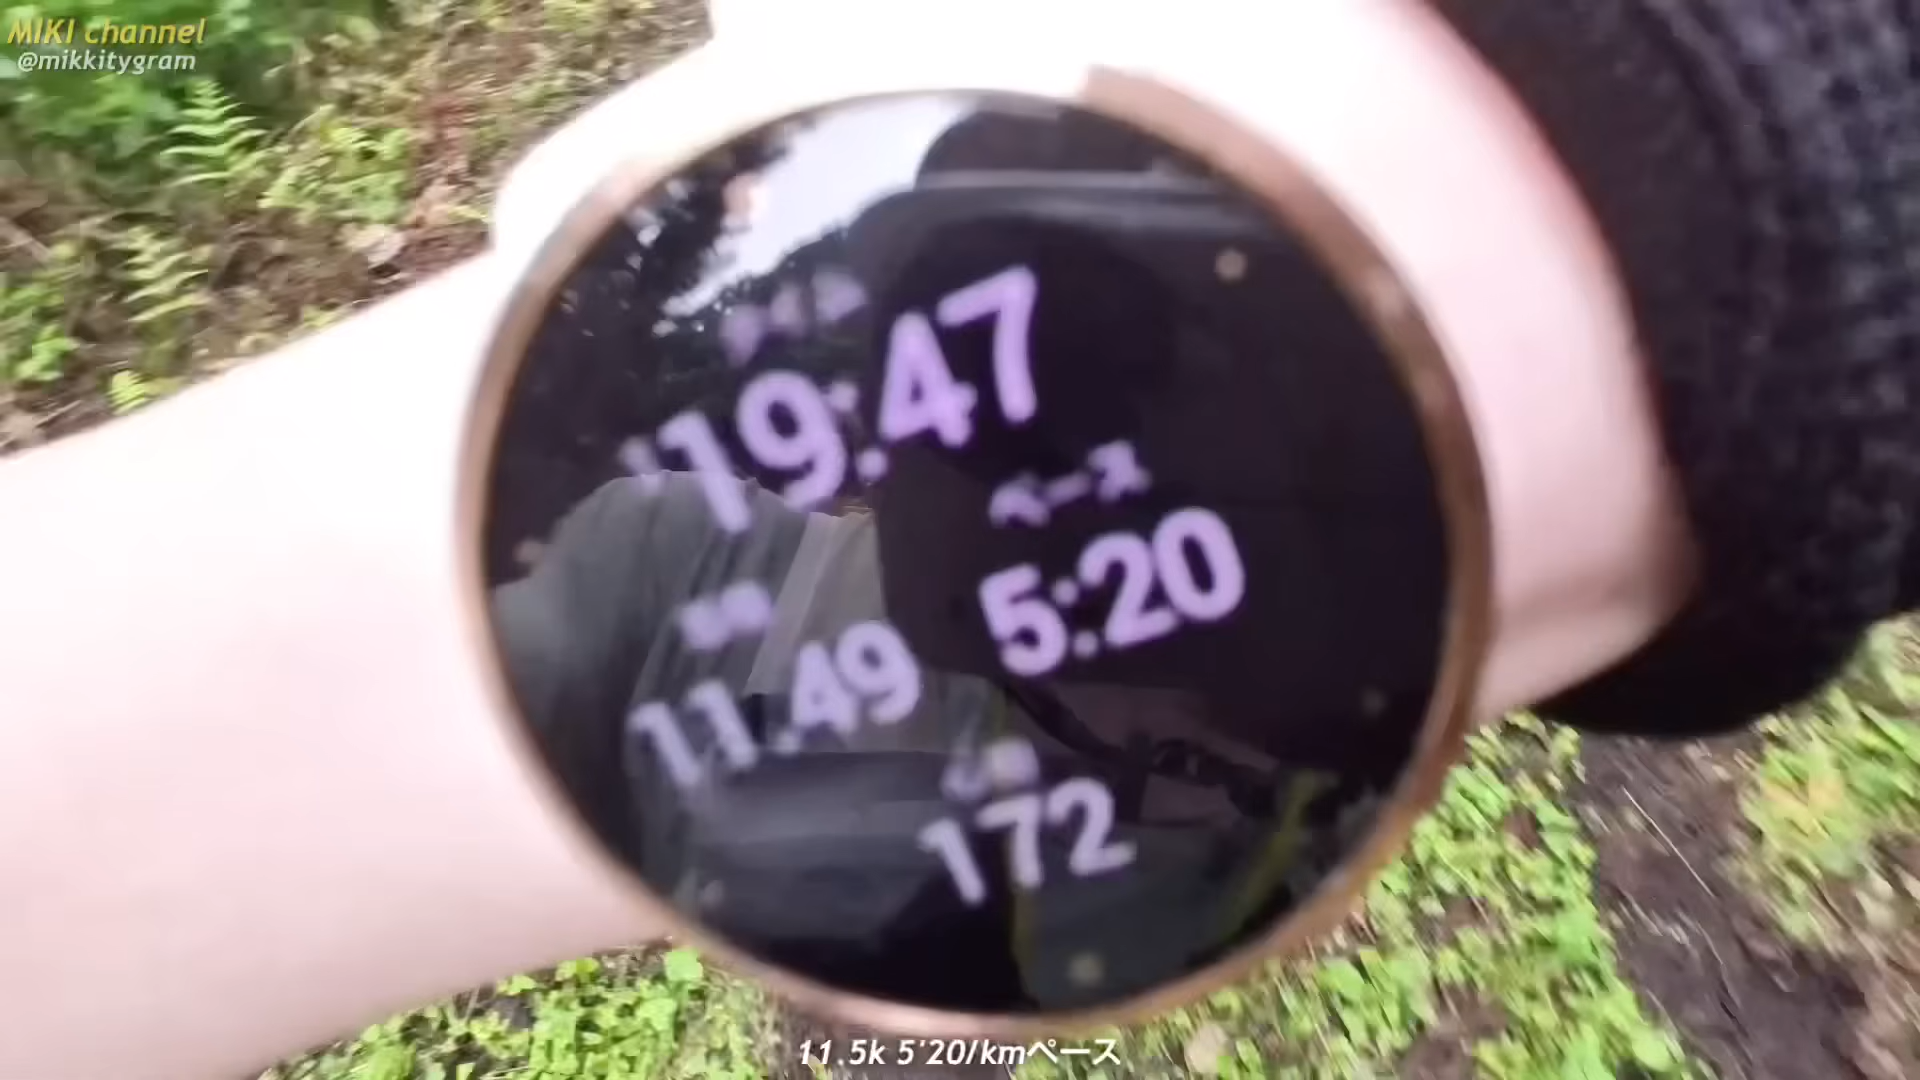 MIKI channel
@mikkitygram
19:47
ペース
5:20
11.49
172
11.5k 5'20/kmペース